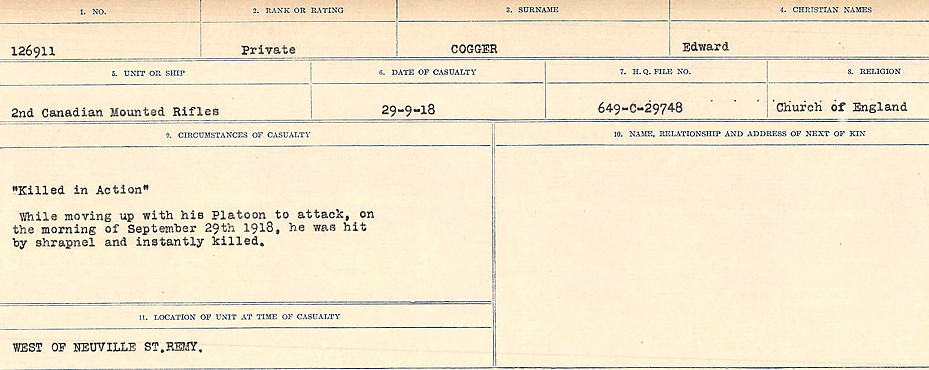 1. NO.
2. RANK OR RATING
3. SURNAME
4. CHRISTIAN NAMES
126911
Private
COGGER
Edward
5. UNIT OR SHIP
6. DATE OF CASUALTY
7. H.Q. FILE NO.
8. RELIGION
2nd Canadian Mounted Rifles
29-9-18
649-C-29748
Church of England
9. CIRCUMSTANCES OF CASUALTY
10. NAME, RELATIONSHIP AND ADDRESS OF NEXT OF KIN
"Killed in Action"
While moving up with his Platoon to attack, on
the morning of September 29th 1918, he was hit
by shrapnel and instantly killed.
11. LOCATION OF UNIT AT TIME OF CASUALTY
WEST OF NEUVILLE ST.REMY.